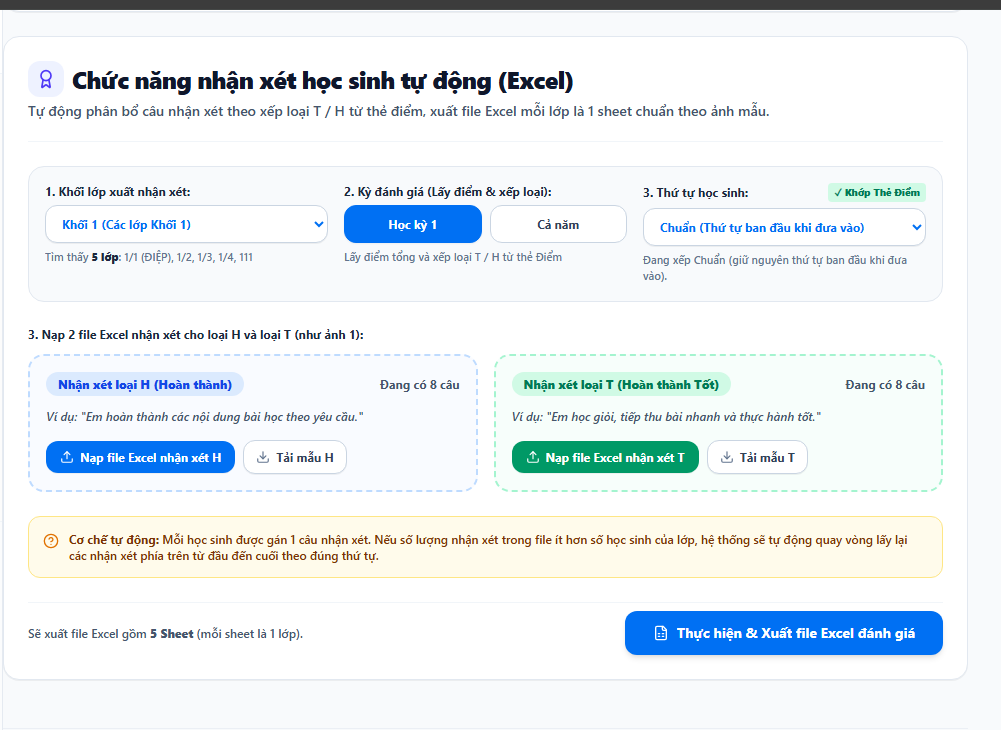 Chức năng nhận xét học sinh tự động (Excel)
Tự động phân bổ câu nhận xét theo xếp loại T / H từ thẻ điểm, xuất file Excel mỗi lớp là 1 sheet chuẩn theo ảnh mẫu.
1. Khối lớp xuất nhận xét:
Khối 1 (Các lớp Khối 1)
Tìm thấy 5 lớp: 1/1 (ĐIỆP), 1/2, 1/3, 1/4, 111
2. Kỳ đánh giá (Lấy điểm & xếp loại):
Học kỳ 1
Cả năm
Lấy điểm tổng và xếp loại T / H từ thẻ Điểm
3. Thứ tự học sinh:
✓ Khớp Thẻ Điểm
Chuẩn (Thứ tự ban đầu khi đưa vào)
Đang xếp Chuẩn (giữ nguyên thứ tự ban đầu khi đưa
vào).
3. Nạp 2 file Excel nhận xét cho loại H và loại T (như ảnh 1):
Nhận xét loại H (Hoàn thành)
Đang có 8 câu
Ví dụ: "Em hoàn thành các nội dung bài học theo yêu cầu."
Nạp file Excel nhận xét H
Tải mẫu H
Nhận xét loại T (Hoàn thành Tốt)
Đang có 8 câu
Ví dụ: "Em học giỏi, tiếp thu bài nhanh và thực hành tốt."
Nạp file Excel nhận xét T
Tải mẫu T
Cơ chế tự động: Mỗi học sinh được gán 1 câu nhận xét. Nếu số lượng nhận xét trong file ít hơn số học sinh của lớp, hệ thống sẽ tự động quay vòng lấy lại
các nhận xét phía trên từ đầu đến cuối theo đúng thứ tự.
Sẽ xuất file Excel gồm 5 Sheet (mỗi sheet là 1 lớp).
Thực hiện & Xuất file Excel đánh giá